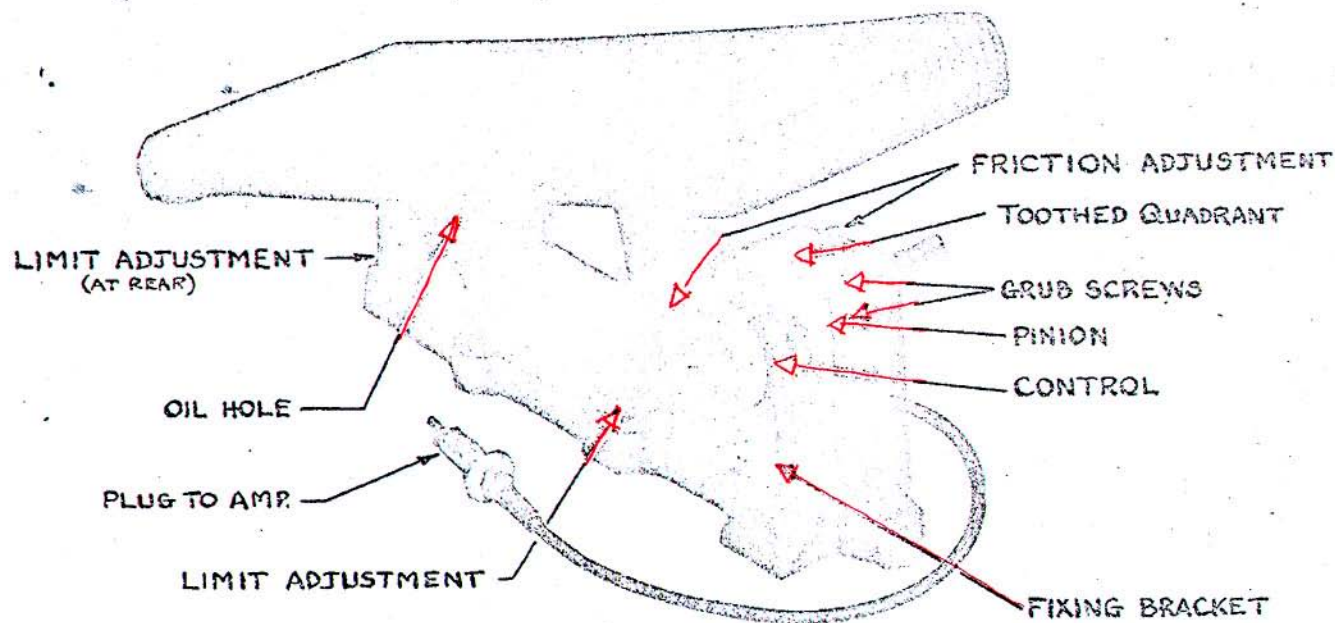 FRICTION ADJUSTMENT
TOOTHED QUADRANT
LIMIT ADJUSTMENT
(AT REAR)
GRUB SCREWS
PINION
CONTROL
OIL HOLE
PLUG TO AMP.
LIMIT ADJUSTMENT
FIXING BRACKET